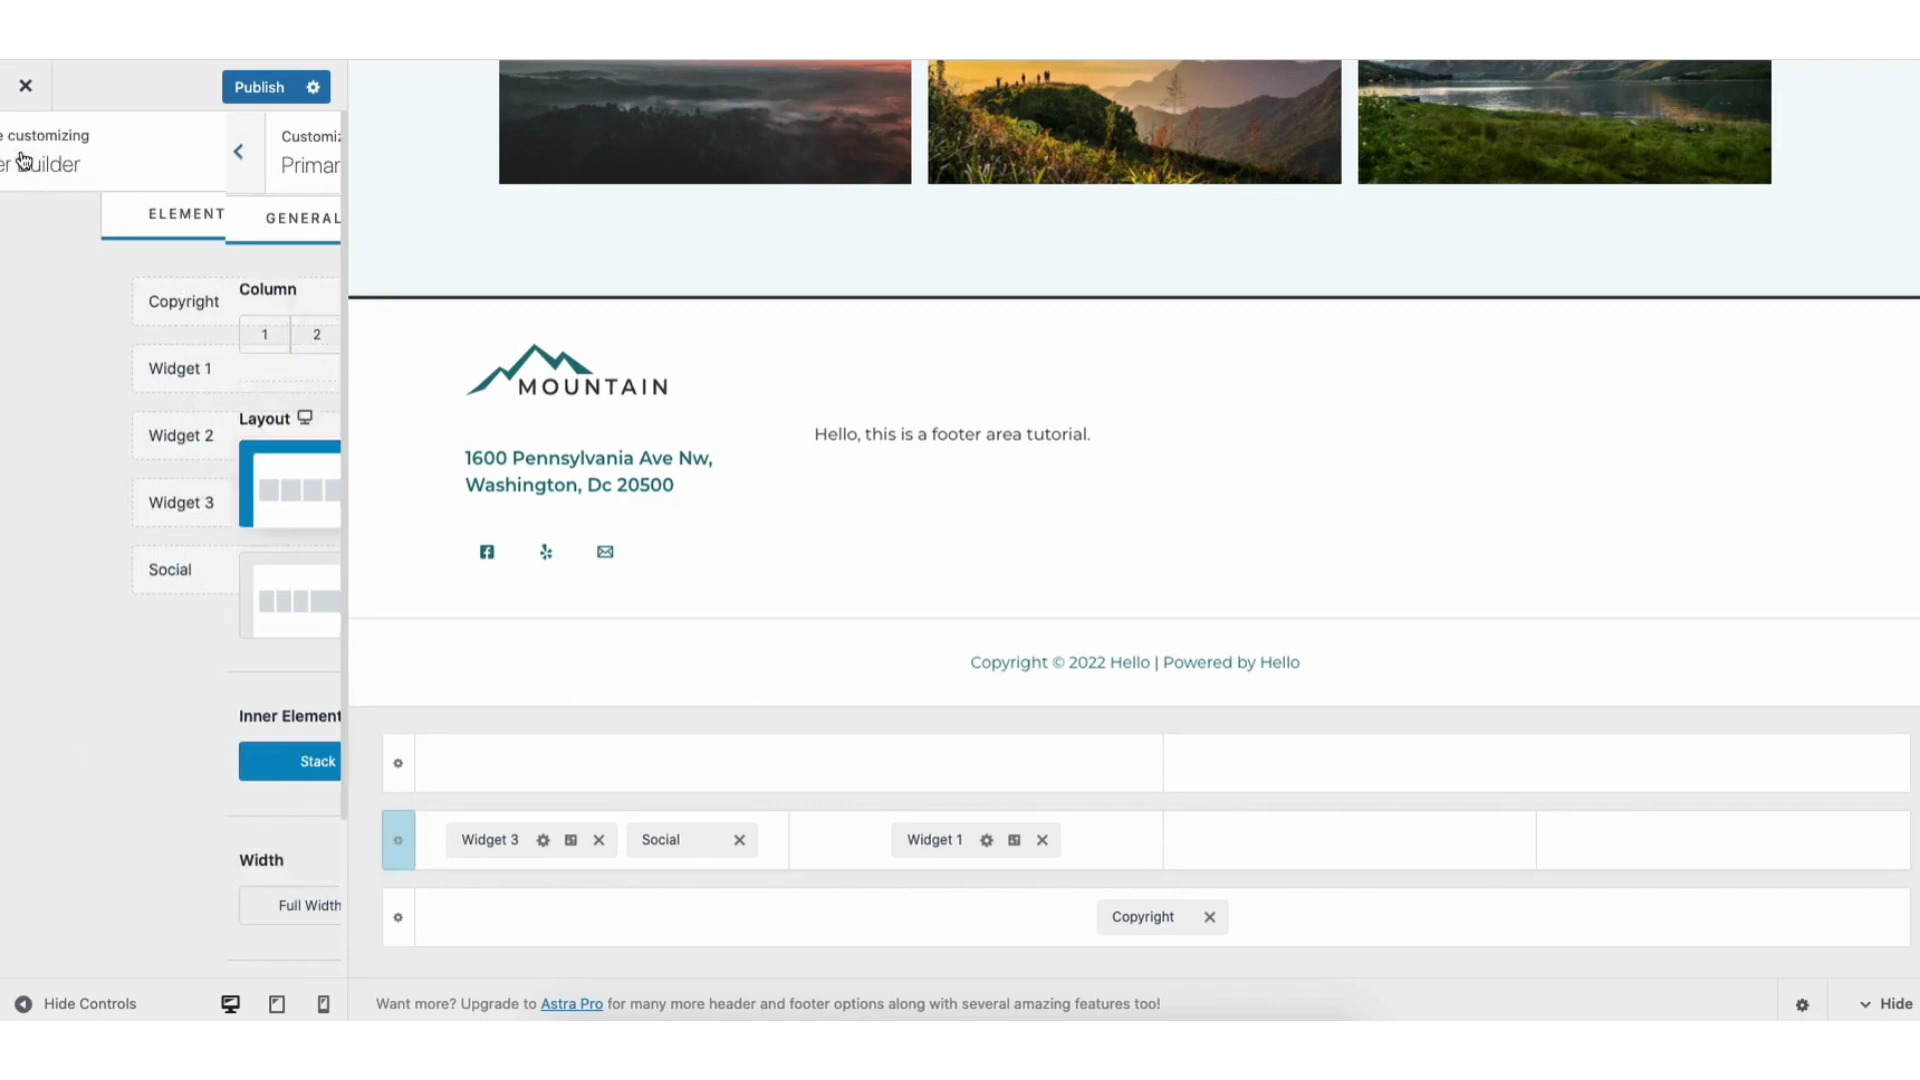 Publish
e customizing
er Builder
Customiz
Primar
ELEMENT
GENERAL
Copyright
Widget 1
Widget 2
Widget 3
Social
Column
1 2
Layout
Inner Element
Stack
Width
Full Width
Hide Controls
MOUNTAIN
1600 Pennsylvania Ave Nw,
Washington, Dc 20500
Hello, this is a footer area tutorial.
Copyright © 2022 Hello | Powered by Hello
Widget 3 Social Widget 1
Copyright
Want more? Upgrade to Astra Pro for many more header and footer options along with several amazing features too!
Hide